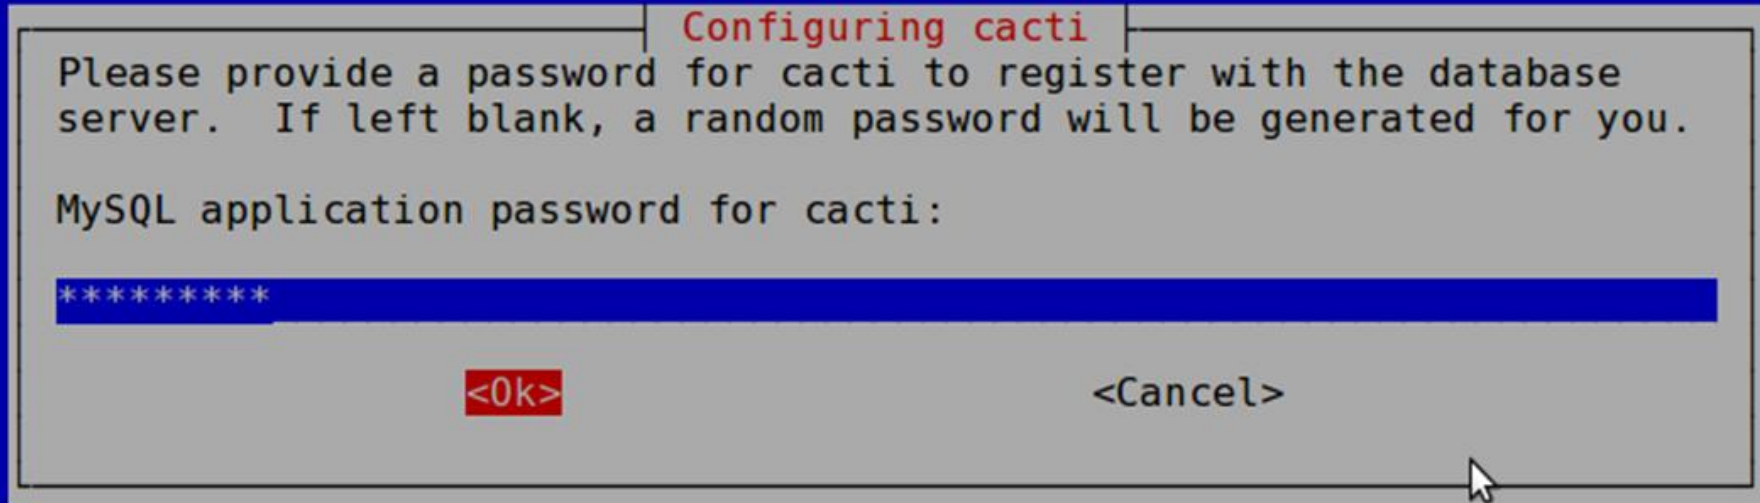 Configuring cacti
Please provide a password for cacti to register with the database
server.  If left blank, a random password will be generated for you.
MySQL application password for cacti:
*********
<Ok> <Cancel>